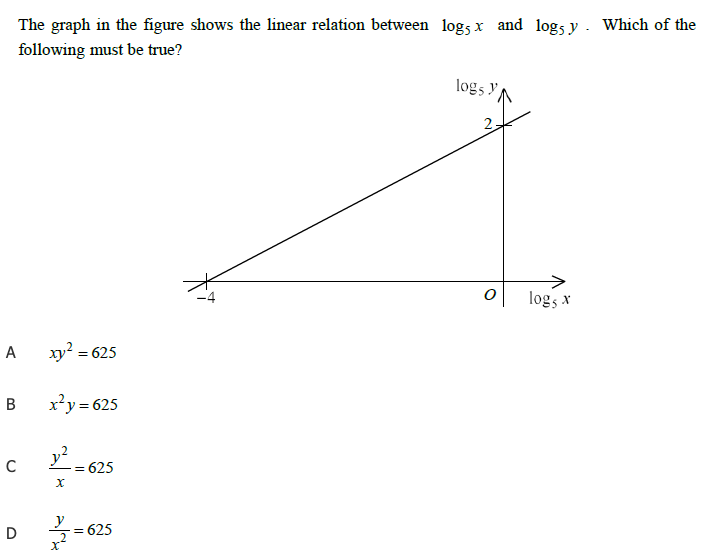 The graph in the figure shows the linear relation between log₅ x and log₅ y . Which of the
following must be true?
log₅ y
2
−4
O
log₅ x
A xy² = 625
B x²y = 625
C y²/x = 625
D y/x² = 625